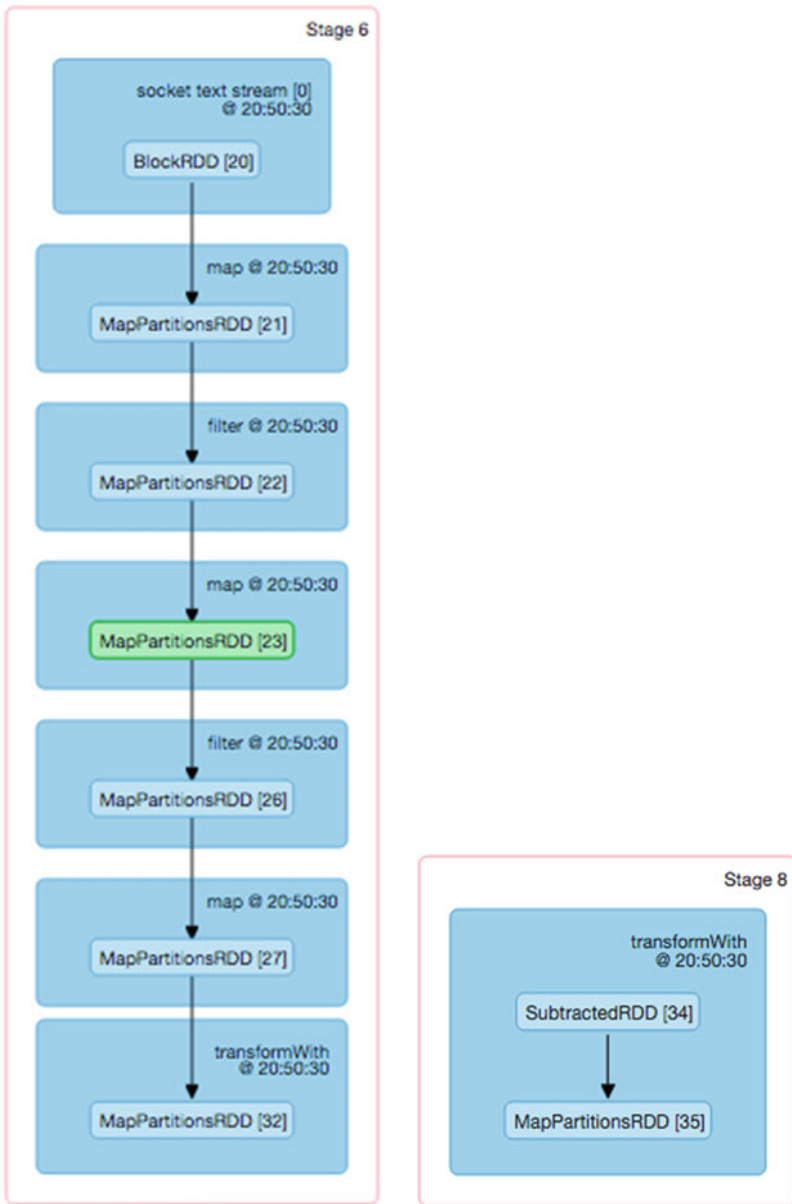 Stage 6
socket text stream [0]
@ 20:50:30
BlockRDD [20]
map @ 20:50:30
MapPartitionsRDD [21]
filter @ 20:50:30
MapPartitionsRDD [22]
map @ 20:50:30
MapPartitionsRDD [23]
filter @ 20:50:30
MapPartitionsRDD [26]
map @ 20:50:30
MapPartitionsRDD [27]
transformWith
@ 20:50:30
MapPartitionsRDD [32]
Stage 8
transformWith
@ 20:50:30
SubtractedRDD [34]
MapPartitionsRDD [35]